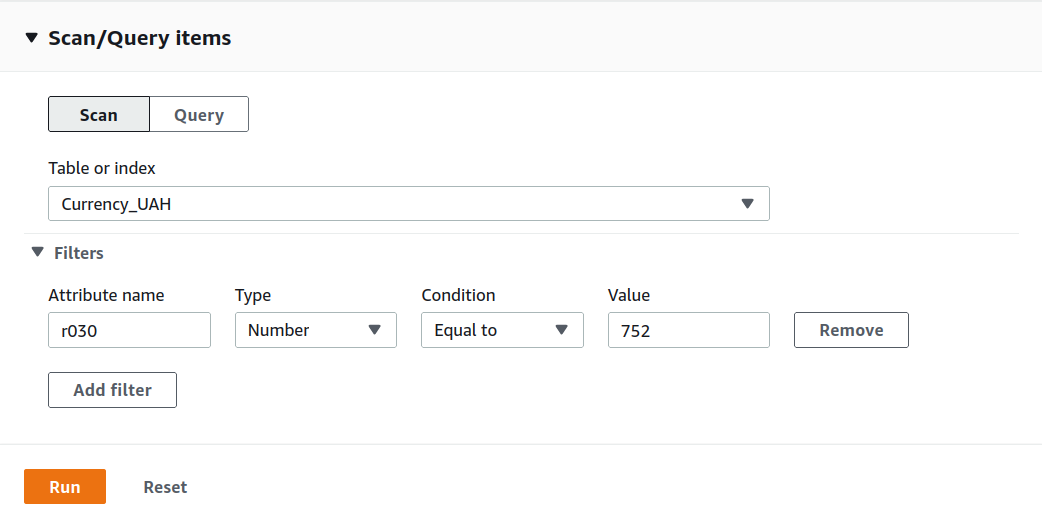 Scan/Query items
Scan Query
Table or index
Currency_UAH
Filters
Attribute name Type Condition Value
r030 Number Equal to 752 Remove
Add filter
Run Reset